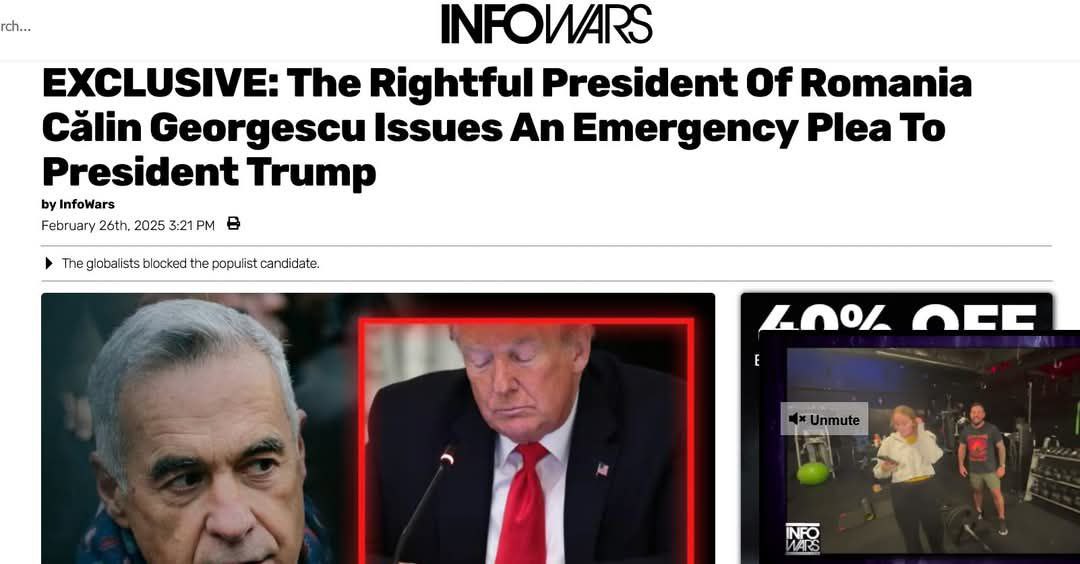 rch...
INFOWARS
EXCLUSIVE: The Rightful President Of Romania
Călin Georgescu Issues An Emergency Plea To
President Trump
by InfoWars
February 26th, 2025 3:21 PM
The globalists blocked the populist candidate.
40% OFF
Unmute
INFO
WARS